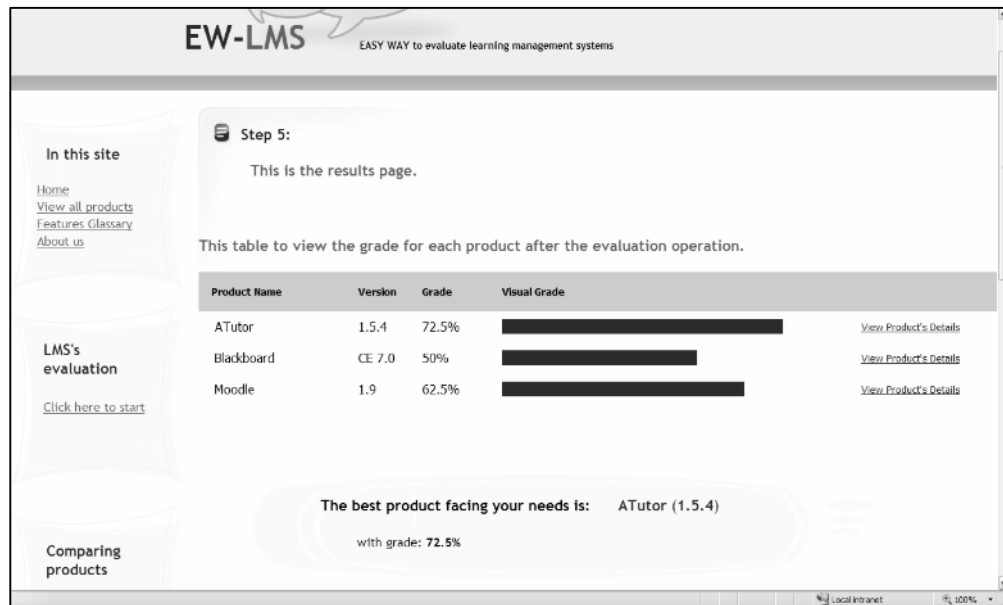 EW-LMS
EASY WAY to evaluate learning management systems
In this site
Home
View all products
Features Glassary
About us
LMS's
evaluation
Click here to start
Comparing
products
Step 5:
This is the results page.
This table to view the grade for each product after the evaluation operation.
Product Name Version Grade Visual Grade
ATutor 1.5.4 72.5% View Product's Details
Blackboard CE 7.0 50% View Product's Details
Moodle 1.9 62.5% View Product's Details
The best product facing your needs is: ATutor (1.5.4)
with grade: 72.5%
Local intranet 100%